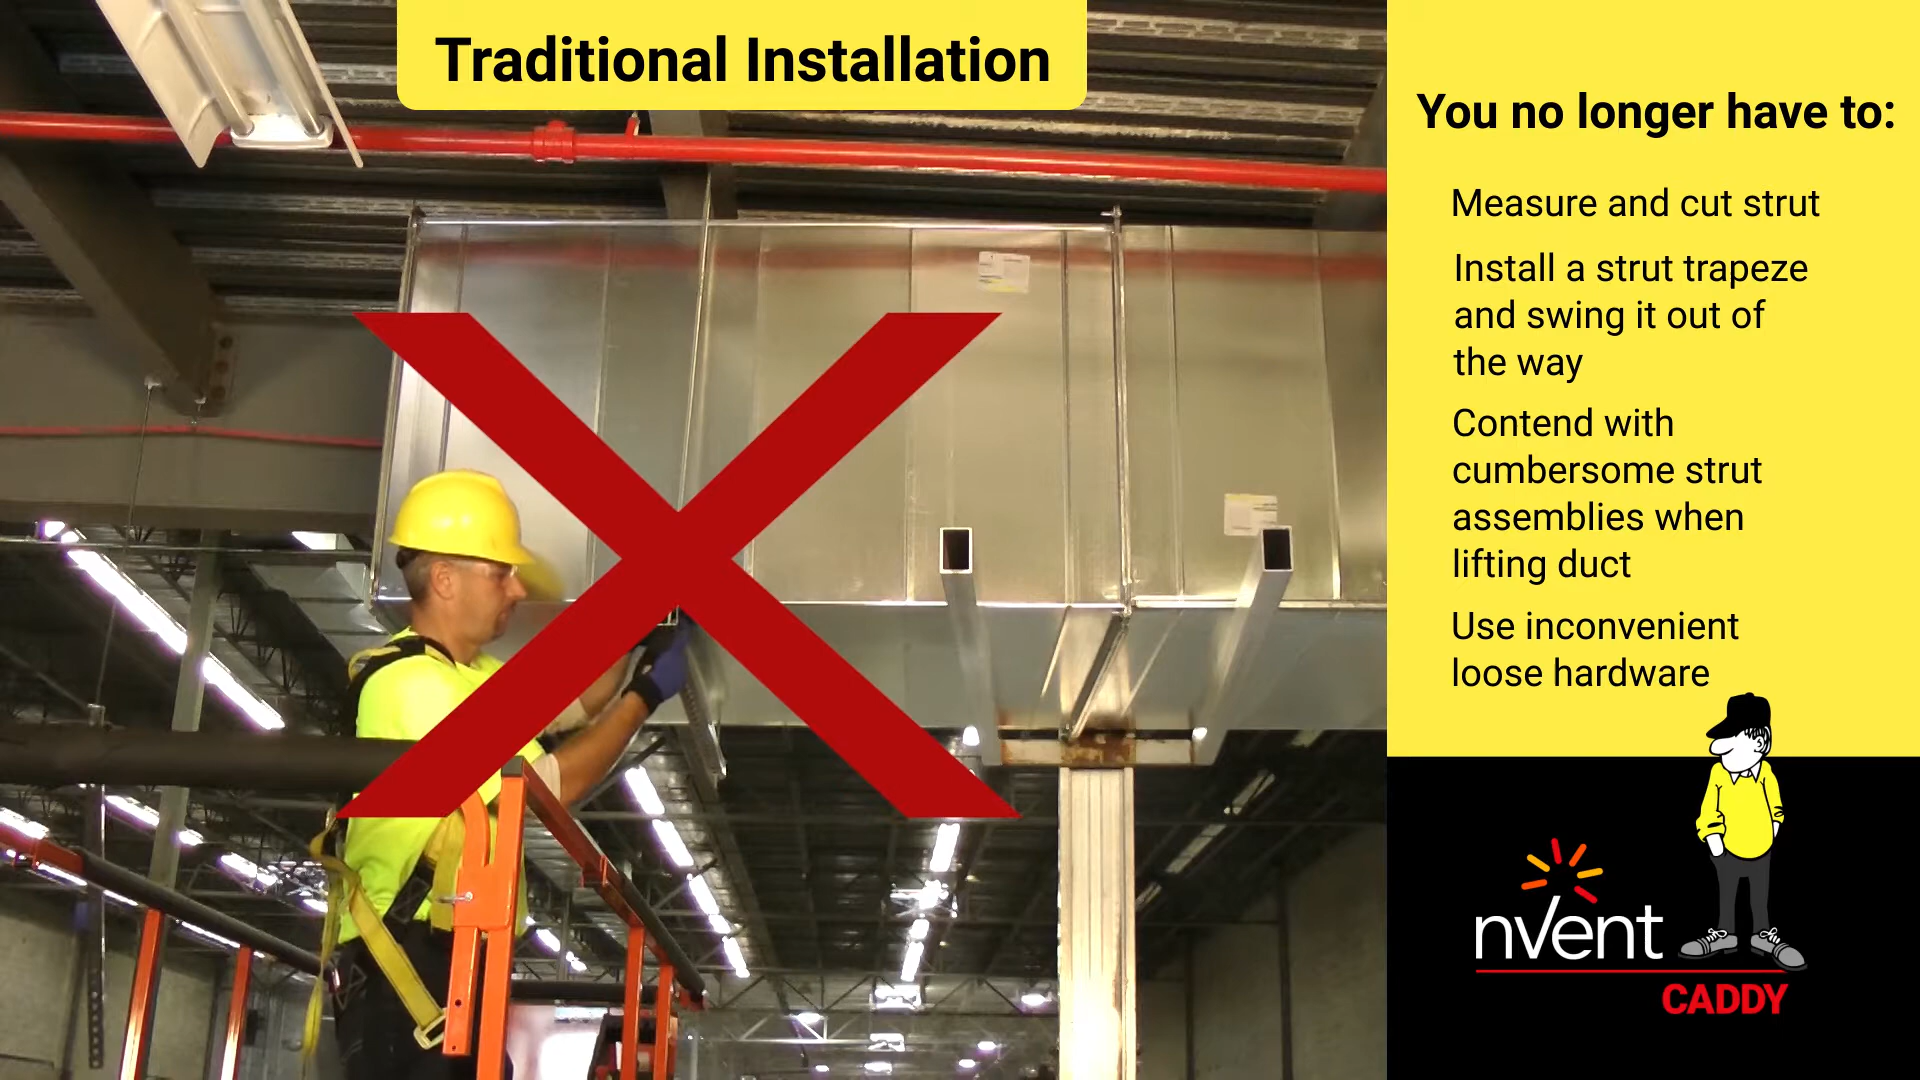 Traditional Installation
You no longer have to:
Measure and cut strut
Install a strut trapeze
and swing it out of
the way
Contend with
cumbersome strut
assemblies when
lifting duct
Use inconvenient
loose hardware
nVent
CADDY